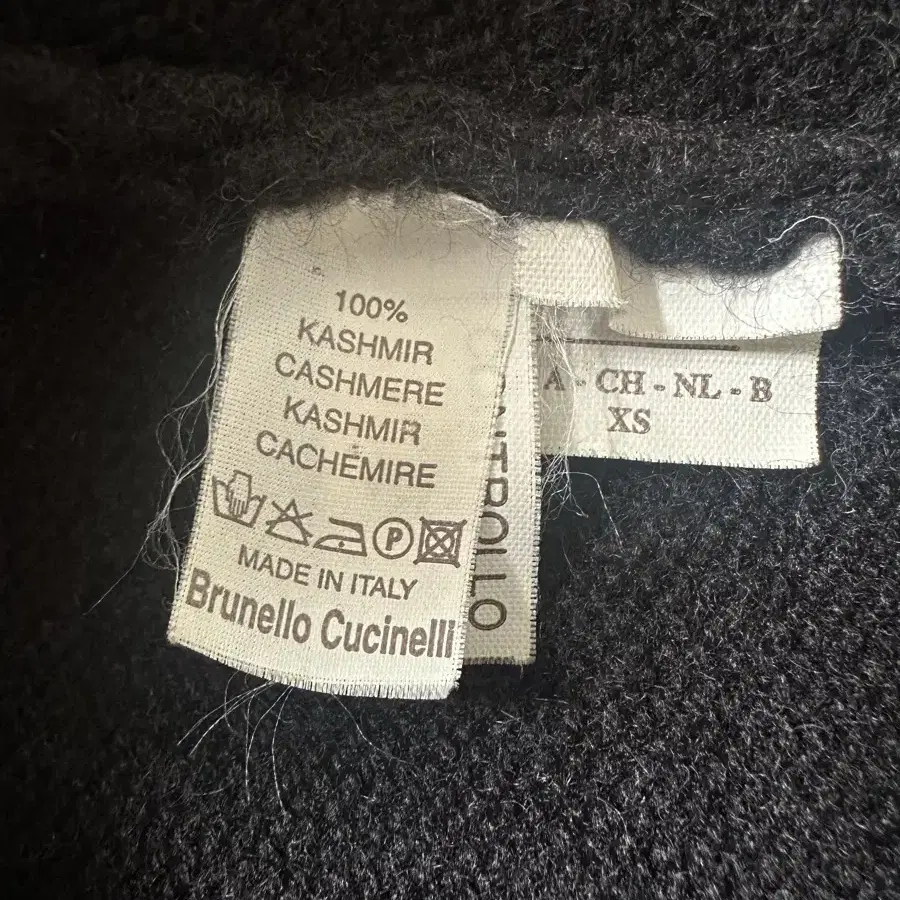 100%
KASHMIR
CASHMERE
KASHMIR
CACHEMIRE
P
MADE IN ITALY
Brunello Cucinelli
A - CH - NL - B
XS